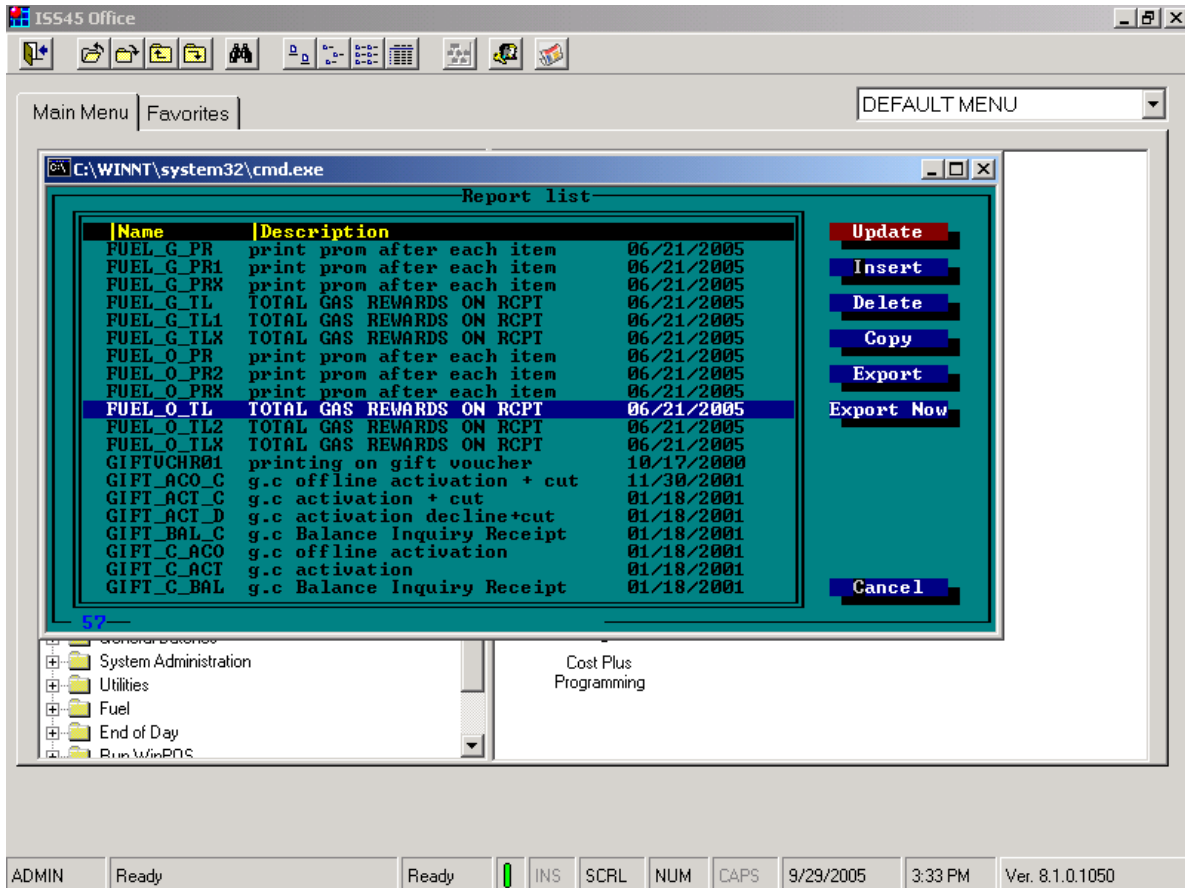 ISS45 Office
Main Menu Favorites DEFAULT MENU
C:\WINNT\system32\cmd.exe
Report list
|Name |Description
FUEL_G_PR print prom after each item 06/21/2005
FUEL_G_PR1 print prom after each item 06/21/2005
FUEL_G_PRX print prom after each item 06/21/2005
FUEL_G_TL TOTAL GAS REWARDS ON RCPT 06/21/2005
FUEL_G_TL1 TOTAL GAS REWARDS ON RCPT 06/21/2005
FUEL_G_TLX TOTAL GAS REWARDS ON RCPT 06/21/2005
FUEL_O_PR print prom after each item 06/21/2005
FUEL_O_PR2 print prom after each item 06/21/2005
FUEL_O_PRX print prom after each item 06/21/2005
FUEL_O_TL TOTAL GAS REWARDS ON RCPT 06/21/2005
FUEL_O_TL2 TOTAL GAS REWARDS ON RCPT 06/21/2005
FUEL_O_TLX TOTAL GAS REWARDS ON RCPT 06/21/2005
GIFTVCHR01 printing on gift voucher 10/17/2000
GIFT_ACO_C g.c offline activation + cut 11/30/2001
GIFT_ACT_C g.c activation + cut 01/18/2001
GIFT_ACT_D g.c activation decline+cut 01/18/2001
GIFT_BAL_C g.c Balance Inquiry Receipt 01/18/2001
GIFT_C_ACO g.c offline activation 01/18/2001
GIFT_C_ACT g.c activation 01/18/2001
GIFT_C_BAL g.c Balance Inquiry Receipt 01/18/2001
Update
Insert
Delete
Copy
Export
Export Now
Cancel
57
General Batches
System Administration
Utilities
Fuel
End of Day
Run WinPOS
Cost Plus
Programming
ADMIN Ready Ready INS SCRL NUM CAPS 9/29/2005 3:33 PM Ver. 8.1.0.1050